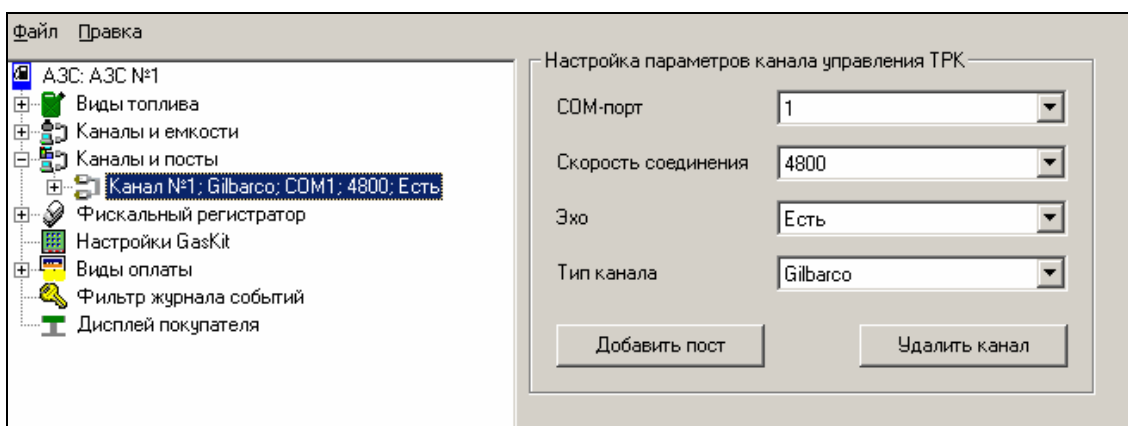 Файл Правка
АЗС: АЗС №1
Виды топлива
Каналы и емкости
Каналы и посты
Канал №1; Gilbarco; COM1; 4800; Есть
Фискальный регистратор
Настройки GasKit
Виды оплаты
Фильтр журнала событий
Дисплей покупателя
Настройка параметров канала управления ТРК
COM-порт 1
Скорость соединения 4800
Эхо Есть
Тип канала Gilbarco
Добавить пост Удалить канал